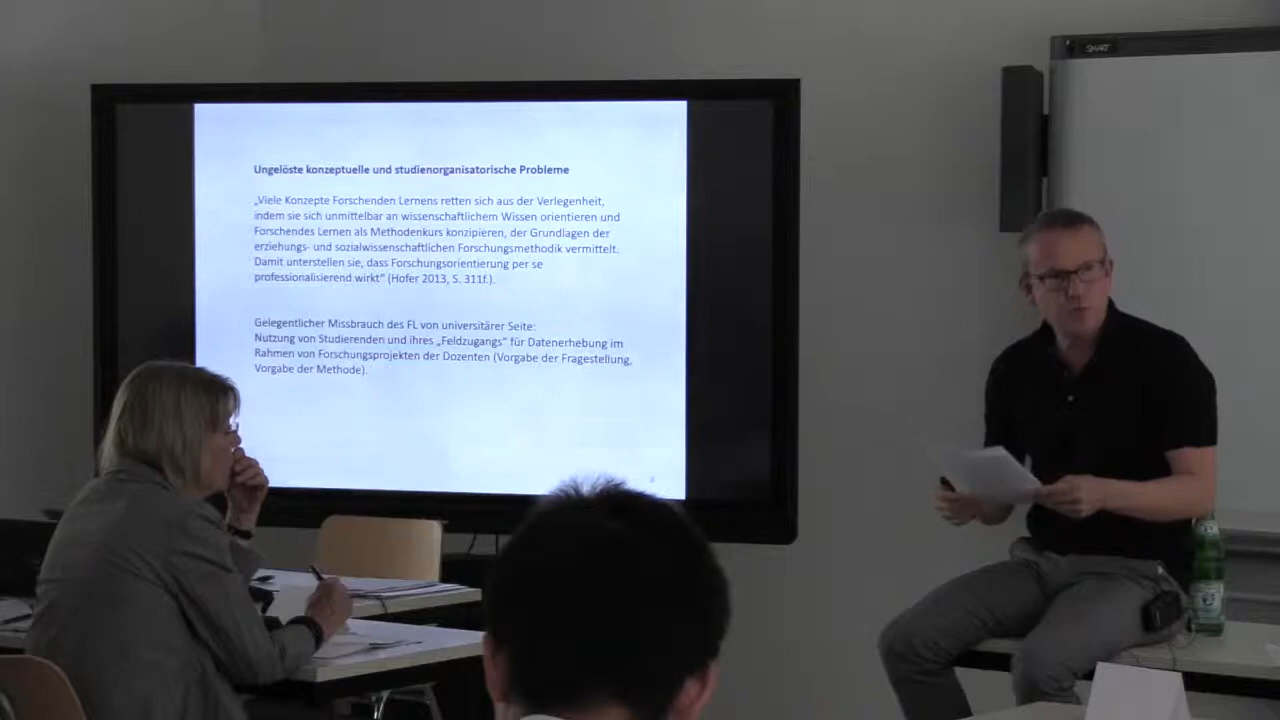 SMART
Ungelöste konzeptuelle und studienorganisatorische Probleme
„Viele Konzepte Forschenden Lernens retten sich aus der Verlegenheit,
indem sie sich unmittelbar an wissenschaftlichem Wissen orientieren und
Forschendes Lernen als Methodenkurs konzipieren, der Grundlagen der
erziehungs- und sozialwissenschaftlichen Forschungsmethodik vermittelt.
Damit unterstellen sie, dass Forschungsorientierung per se
professionalisierend wirkt“ (Hofer 2013, S. 311f.).
Gelegentlicher Missbrauch des FL von universitärer Seite:
Nutzung von Studierenden und ihres „Feldzugangs“ für Datenerhebung im
Rahmen von Forschungsprojekten der Dozenten (Vorgabe der Fragestellung,
Vorgabe der Methode).